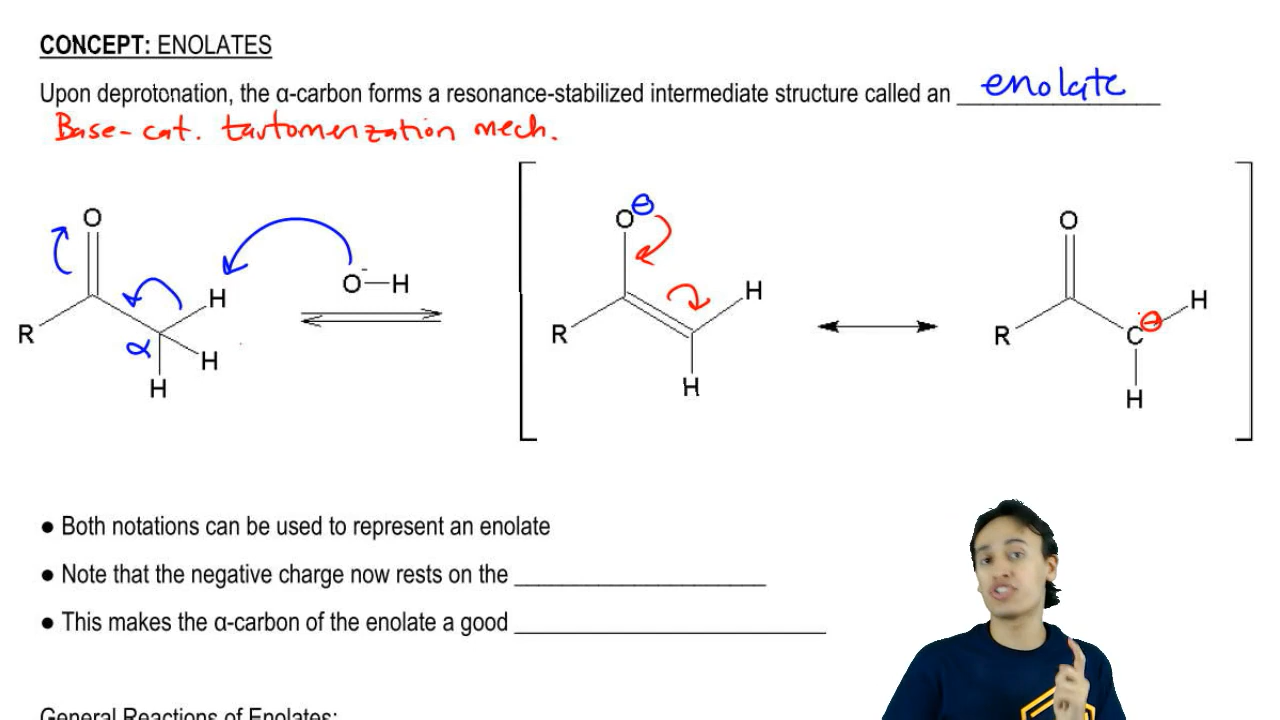 CONCEPT: ENOLATES
Upon deprotonation, the α-carbon forms a resonance-stabilized intermediate structure called an enolate
Base-cat. tautomerization mech.
O
R
α
H
H
H
O⁻—H
O⊖
R
H
H
O
R
C⊖
H
H
● Both notations can be used to represent an enolate
● Note that the negative charge now rests on the ____________________
● This makes the α-carbon of the enolate a good ____________________
General Reactions of Enolates: